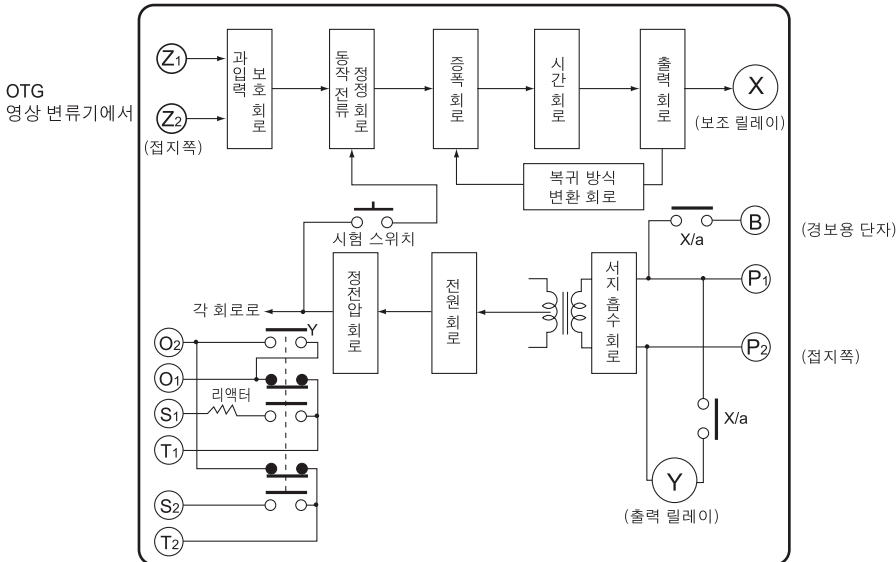 OTG
영상 변류기에서
Z1
Z2
(접지쪽)
과입력
보호 회로
동작 전류
정정 회로
증폭 회로
시간 회로
출력 회로
X
(보조 릴레이)
복귀 방식
변환 회로
시험 스위치
X/a
B
(경보용 단자)
각 회로로
정전압 회로
전원 회로
서지 흡수 회로
P1
P2
(접지쪽)
Y
O2
O1
리액터
S1
T1
S2
T2
X/a
Y
(출력 릴레이)